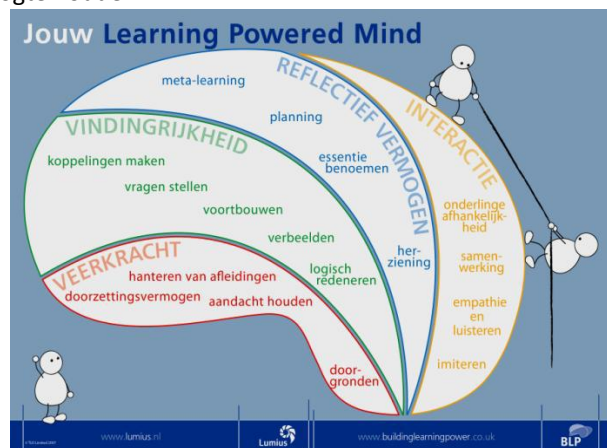 Jouw Learning Powered Mind
REFLECTIEF VERMOGEN
meta-learning
planning
essentie
benoemen
her-
ziening
VINDINGRIJKHEID
koppelingen maken
vragen stellen
voortbouwen
verbeelden
logisch
redeneren
VEERKRACHT
hanteren van afleidingen
doorzettingsvermogen
aandacht houden
door-
gronden
INTERACTIE
onderlinge
afhankelijk-
heid
samen-
werking
empathie
en
luisteren
imiteren
www.lumius.nl
Lumius
www.buildinglearningpower.co.uk
BLP